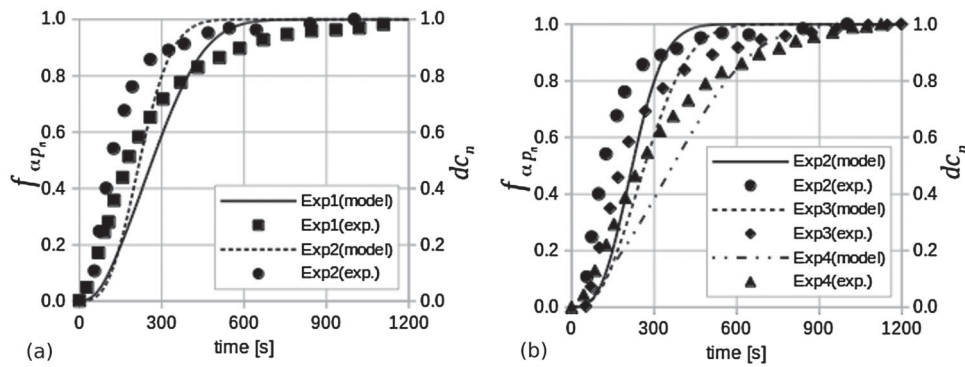 1.0
0.8
0.6
0.4
0.2
0.0
f α pₙ
1.0
0.8
0.6
0.4
0.2
0.0
dcₙ
0 300 600 900 1200
time [s]
(a)
Exp1(model)
Exp1(exp.)
Exp2(model)
Exp2(exp.)
1.0
0.8
0.6
0.4
0.2
0.0
f α pₙ
1.0
0.8
0.6
0.4
0.2
0.0
dcₙ
0 300 600 900 1200
time [s]
(b)
Exp2(model)
Exp2(exp.)
Exp3(model)
Exp3(exp.)
Exp4(model)
Exp4(exp.)